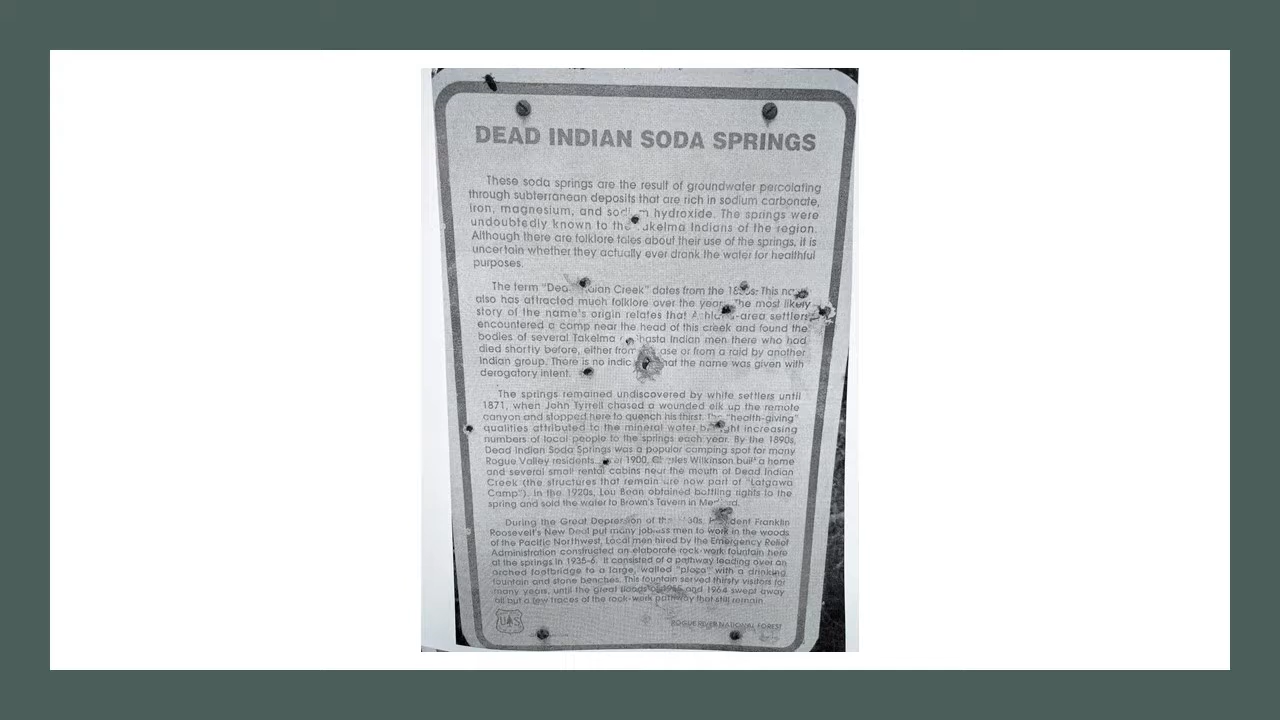 DEAD INDIAN SODA SPRINGS
These soda springs are the result of groundwater percolating
through subterranean deposits that are rich in sodium carbonate,
iron, magnesium, and hydroxide. The springs were
undoubtedly known to the Indians of the region.
Although there are folklore tales about their use of the springs, it is
uncertain whether they actually ever drank the water for healthful
purposes.
The term "Dea Creek" dates from the This
also has attracted much folklore over the The most likely
story of the name's origin relates that -area settlers
encountered a camp near the head of this creek and found the
bodies of several Takelma Indian men there who had
died shortly before, either from or from a raid by another
Indian group. There is no that the name was given with
derogatory intent.
The springs remained undiscovered by white settlers until
1871, when John Tyrrell chased a wounded elk up the remote
canyon and stopped here to quench his thirst. The "health-giving"
qualities attributed to the mineral water increasing
numbers of local people to the springs each year. By the 1890s,
Dead Indian Soda Springs was a popular camping spot for many
Rogue Valley residents. 1900, Wilkinson built a home
and several small rental cabins near the mouth of Dead Indian
Creek (the structures that remain are now part of "Latgawa
Camp"). In the 1920s, Lou Bean obtained bottling rights to the
spring and sold the water to Brown's Tavern in
During the Great Depression of the Franklin
Roosevelt's New Deal put many jobless men to work in the woods
of the Pacific Northwest. Local men hired by the Emergency Relief
Administration constructed an elaborate rock-work fountain here
at the springs in 1935-6. It consisted of a pathway leading over an
arched footbridge to a large, walled "plaza" with a drinking
fountain and stone benches. This fountain served thirsty visitors for
many years, until the great floods of 1955 and 1964 swept away
all but a few traces of the rock-work pathway that still remain.
UAS
ROGUE RIVER NATIONAL FOREST